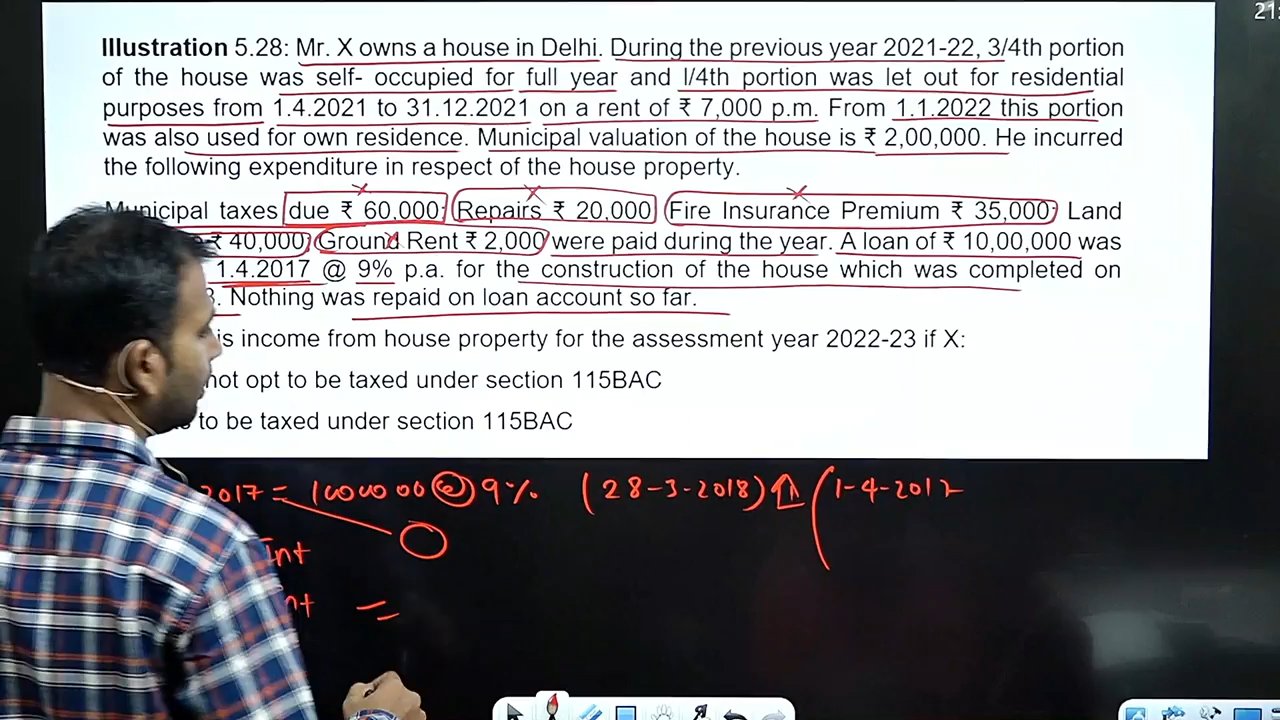 21:
Illustration 5.28: Mr. X owns a house in Delhi. During the previous year 2021-22, 3/4th portion
of the house was self- occupied for full year and I/4th portion was let out for residential
purposes from 1.4.2021 to 31.12.2021 on a rent of ₹ 7,000 p.m. From 1.1.2022 this portion
was also used for own residence. Municipal valuation of the house is ₹ 2,00,000. He incurred
the following expenditure in respect of the house property.
Municipal taxes due ₹ 60,000; Repairs ₹ 20,000 Fire Insurance Premium ₹ 35,000; Land
₹ 40,000; Ground Rent ₹ 2,000 were paid during the year. A loan of ₹ 10,00,000 was
1.4.2017 @ 9% p.a. for the construction of the house which was completed on
Nothing was repaid on loan account so far.
is income from house property for the assessment year 2022-23 if X:
not opt to be taxed under section 115BAC
to be taxed under section 115BAC
2017 = 1000000 @ 9% (28-3-2018) (1-4-2017
Int
=